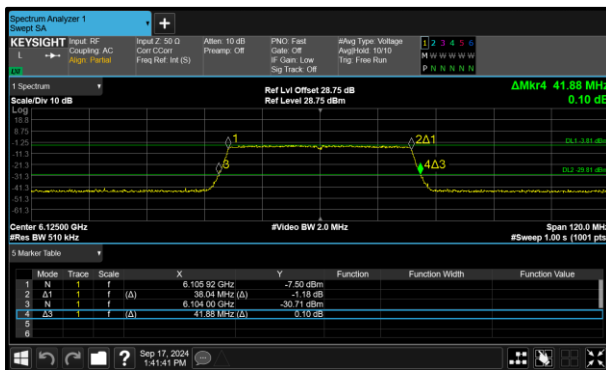 Spectrum Analyzer 1
Swept SA
KEYSIGHT Input: RF Input Z: 50 Ω Atten: 10 dB PNO: Fast #Avg Type: Voltage 1 2 3 4 5 6
L Coupling: AC Corr CCorr Preamp: Off Gate: Off Avg|Hold: 10/10 M W W W W W
Align: Partial Freq Ref: Int (S) IF Gain: Low Trig: Free Run
Sig Track: Off P N N N N N
1 Spectrum Ref Lvl Offset 28.75 dB ΔMkr4 41.88 MHz
Scale/Div 10 dB Ref Level 28.75 dBm 0.10 dB
Log
18.8
8.75
-1.25 1 2Δ1 DL1 -3.81 dBm
-11.3
-21.3 3 4Δ3
-31.3 DL2 -29.81 dBm
-41.3
-51.3
-61.3
Center 6.12500 GHz #Video BW 2.0 MHz Span 120.0 MHz
#Res BW 510 kHz #Sweep 1.00 s (1001 pts)
5 Marker Table
Mode Trace Scale X Y Function Function Width Function Value
1 N 1 f 6.105 92 GHz -7.50 dBm
2 Δ1 1 f (Δ) 38.04 MHz (Δ) -1.18 dB
3 N 1 f 6.104 00 GHz -30.71 dBm
4 Δ3 1 f (Δ) 41.88 MHz (Δ) 0.10 dB
5
6
Sep 17, 2024
1:41:41 PM